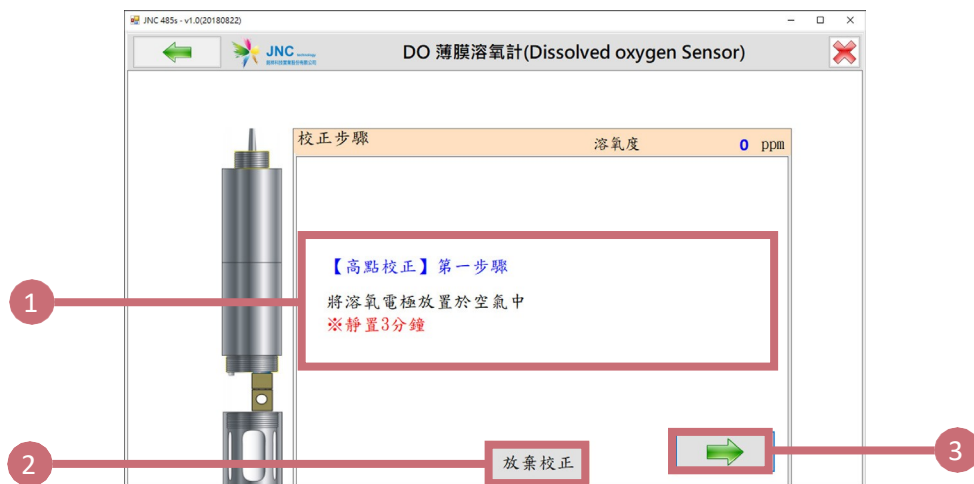 JNC 485s - v1.0(20180822)
JNC
DO 薄膜溶氧計(Dissolved oxygen Sensor)
校正步驟 溶氧度 0 ppm
【高點校正】第一步驟
將溶氧電極放置於空氣中
※靜置3分鐘
1
放棄校正
2
3